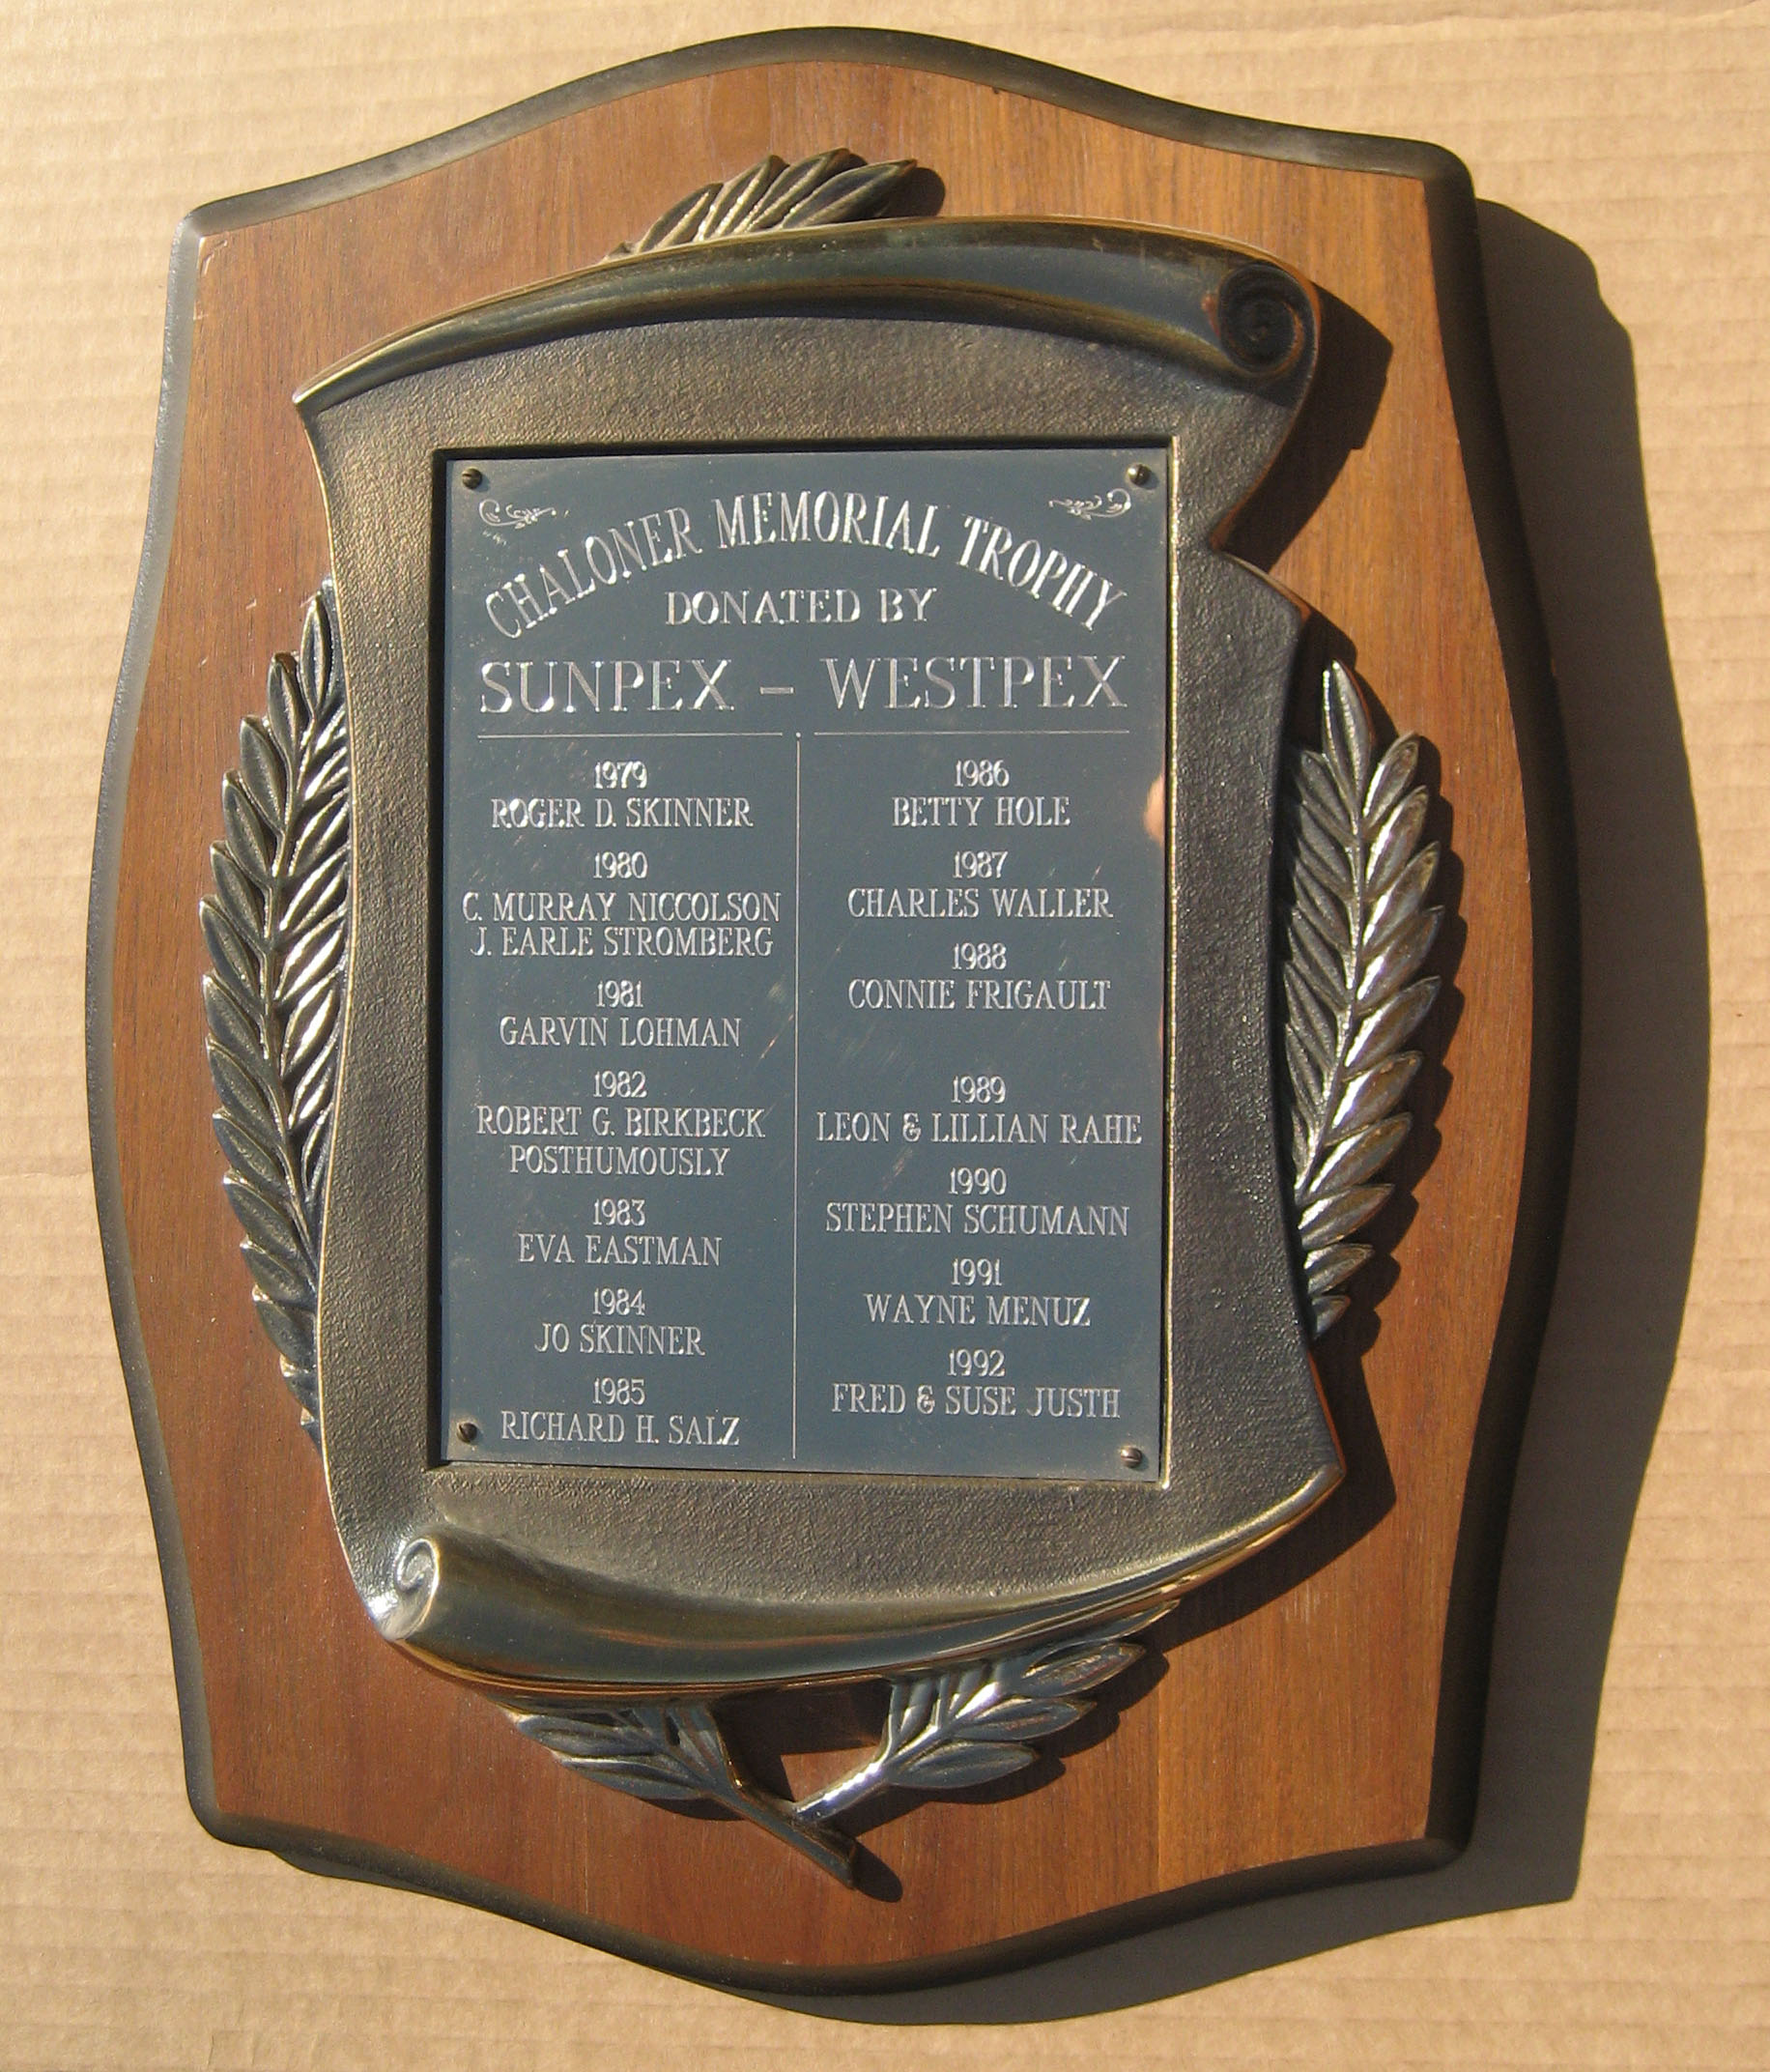 CHALONER MEMORIAL TROPHY
DONATED BY
SUNPEX – WESTPEX
1979
ROGER D. SKINNER
1980
C. MURRAY NICCOLSON
J. EARLE STROMBERG
1981
GARVIN LOHMAN
1982
ROBERT G. BIRKBECK
POSTHUMOUSLY
1983
EVA EASTMAN
1984
JO SKINNER
1985
RICHARD H. SALZ
1986
BETTY HOLE
1987
CHARLES WALLER
1988
CONNIE FRIGAULT
1989
LEON & LILLIAN RAHE
1990
STEPHEN SCHUMANN
1991
WAYNE MENUZ
1992
FRED & SUSE JUSTH